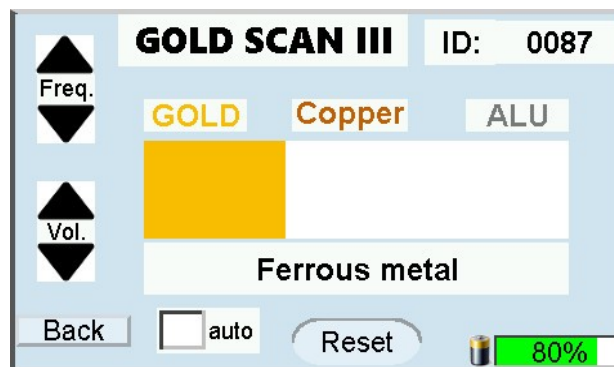 GOLD SCAN III ID: 0087
Freq.
GOLD Copper ALU
Vol.
Ferrous metal
Back auto Reset 80%